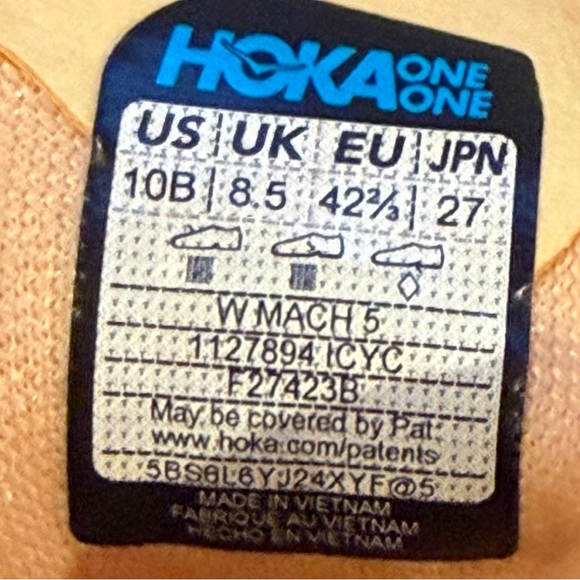 HOKA ONE ONE
US UK EU JPN
10B 8.5 42⅔ 27
W MACH 5
1127894 ICYC
F27423B
May be covered by Pat.
www.hoka.com/patents
5BS6L6YJ24XYF@5
MADE IN VIETNAM
FABRIQUÉ AU VIETNAM
HECHO EN VIETNAM